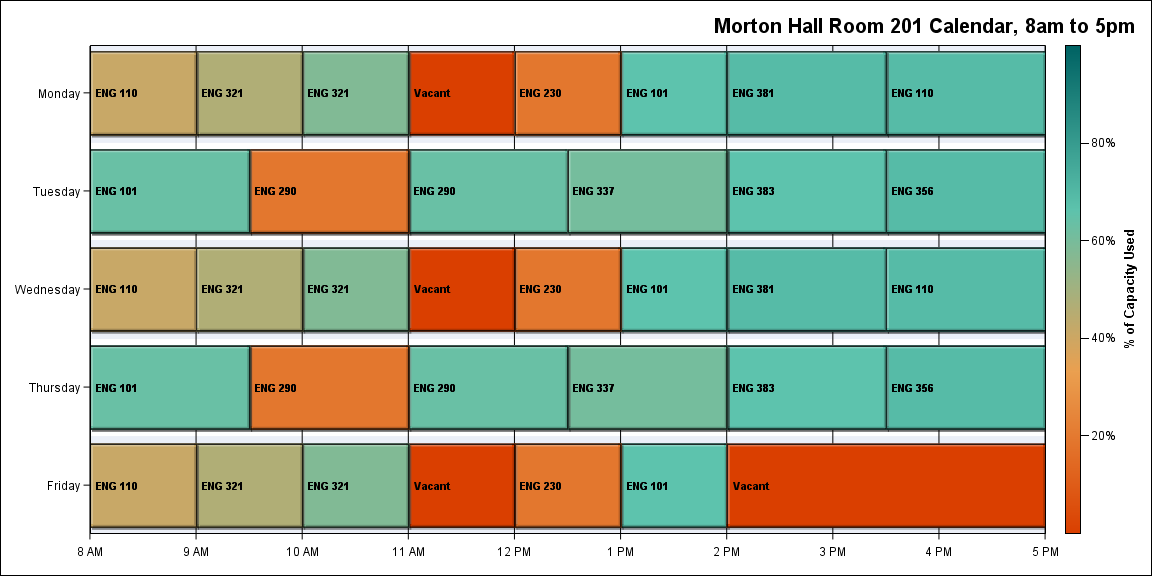 Morton Hall Room 201 Calendar, 8am to 5pm
Monday
ENG 110
ENG 321
ENG 321
Vacant
ENG 230
ENG 101
ENG 381
ENG 110
Tuesday
ENG 101
ENG 290
ENG 290
ENG 337
ENG 383
ENG 356
Wednesday
ENG 110
ENG 321
ENG 321
Vacant
ENG 230
ENG 101
ENG 381
ENG 110
Thursday
ENG 101
ENG 290
ENG 290
ENG 337
ENG 383
ENG 356
Friday
ENG 110
ENG 321
ENG 321
Vacant
ENG 230
ENG 101
Vacant
8 AM
9 AM
10 AM
11 AM
12 PM
1 PM
2 PM
3 PM
4 PM
5 PM
80%
60%
40%
20%
% of Capacity Used